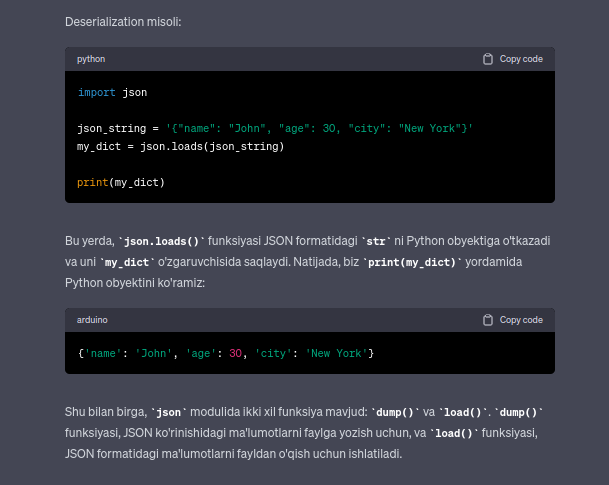 Deserialization misoli:
python
Copy code
import json
json_string = '{"name": "John", "age": 30, "city": "New York"}'
my_dict = json.loads(json_string)
print(my_dict)
Bu yerda, `json.loads()` funksiyasi JSON formatidagi `str` ni Python obyektiga o'tkazadi
va uni `my_dict` o'zgaruvchisida saqlaydi. Natijada, biz `print(my_dict)` yordamida
Python obyektini ko'ramiz:
arduino
Copy code
{'name': 'John', 'age': 30, 'city': 'New York'}
Shu bilan birga, `json` modulida ikki xil funksiya mavjud: `dump()` va `load()`. `dump()`
funksiyasi, JSON ko'rinishidagi ma'lumotlarni faylga yozish uchun, va `load()` funksiyasi,
JSON formatidagi ma'lumotlarni fayldan o'qish uchun ishlatiladi.